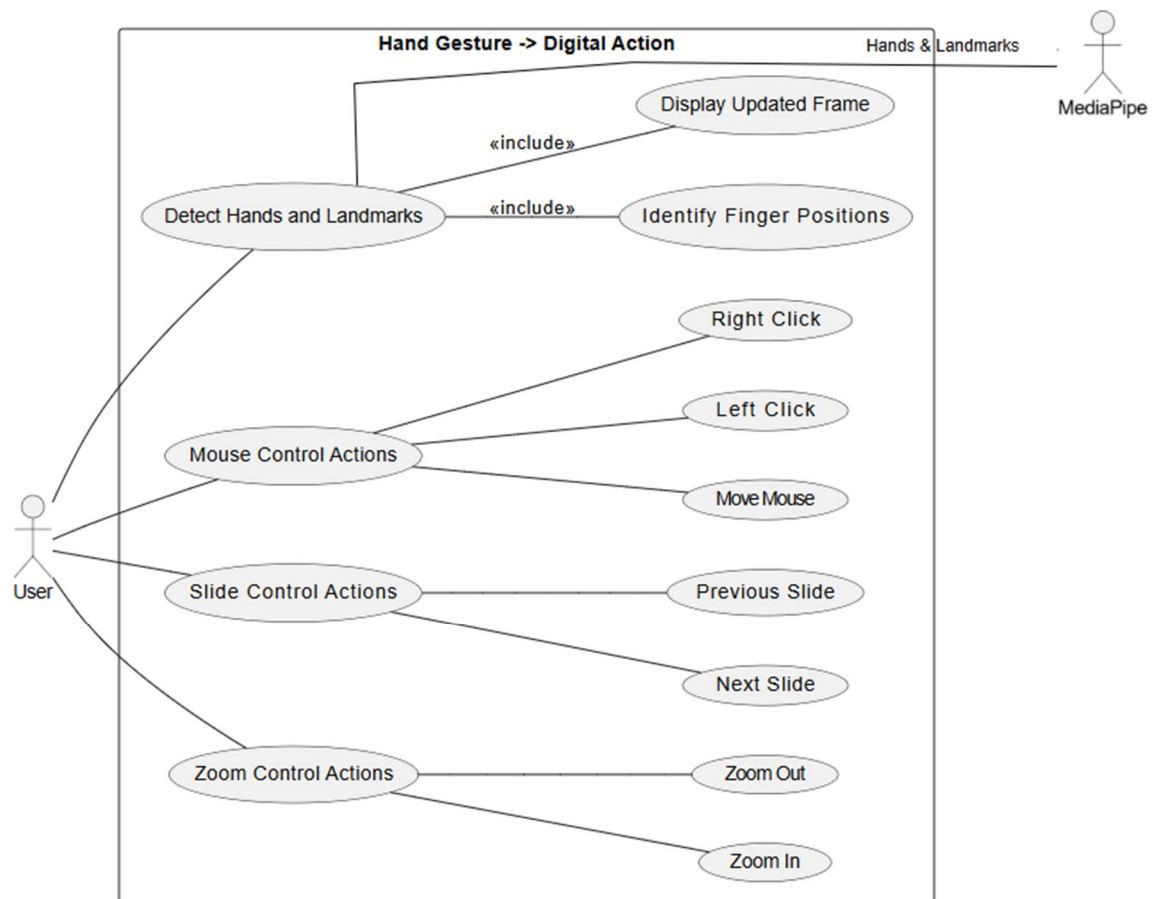 Hand Gesture -> Digital Action
Hands & Landmarks
MediaPipe
Display Updated Frame
«include»
Detect Hands and Landmarks
«include»
Identify Finger Positions
Right Click
Left Click
Mouse Control Actions
Move Mouse
User
Slide Control Actions
Previous Slide
Next Slide
Zoom Control Actions
Zoom Out
Zoom In